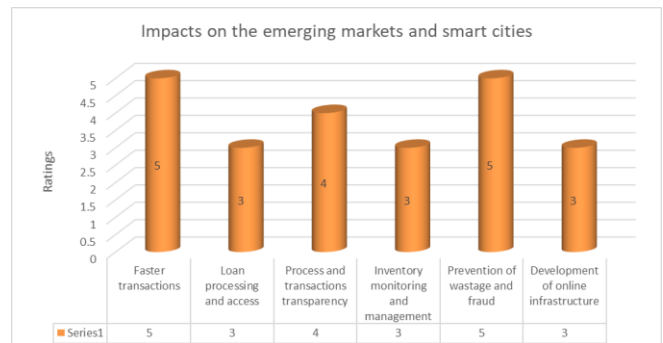 Impacts on the emerging markets and smart cities
Ratings
5
4.5
4
3.5
3
2.5
2
1.5
1
0.5
0
5
3
4
3
5
3
Faster
transactions
Loan
processing
and access
Process and
transactions
transparency
Inventory
monitoring
and
management
Prevention of
wastage and
fraud
Development
of online
infrastructure
Series1 5 3 4 3 5 3